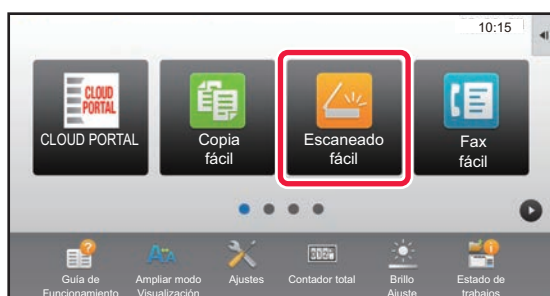 10:15
CLOUD
PORTAL
CLOUD PORTAL
Copia
fácil
Escaneado
fácil
Fax
fácil
Guía de
Funcionamiento
Ampliar modo
Visualización
Ajustes
Contador total
Brillo
Ajuste
Estado de
trabajos